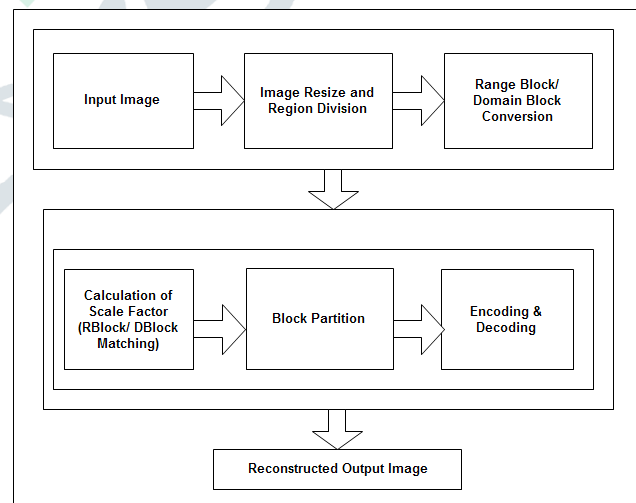 Input Image
Image Resize and
Region Division
Range Block/
Domain Block
Conversion
Calculation of
Scale Factor
(RBlock/ DBlock
Matching)
Block Partition
Encoding &
Decoding
Reconstructed Output Image